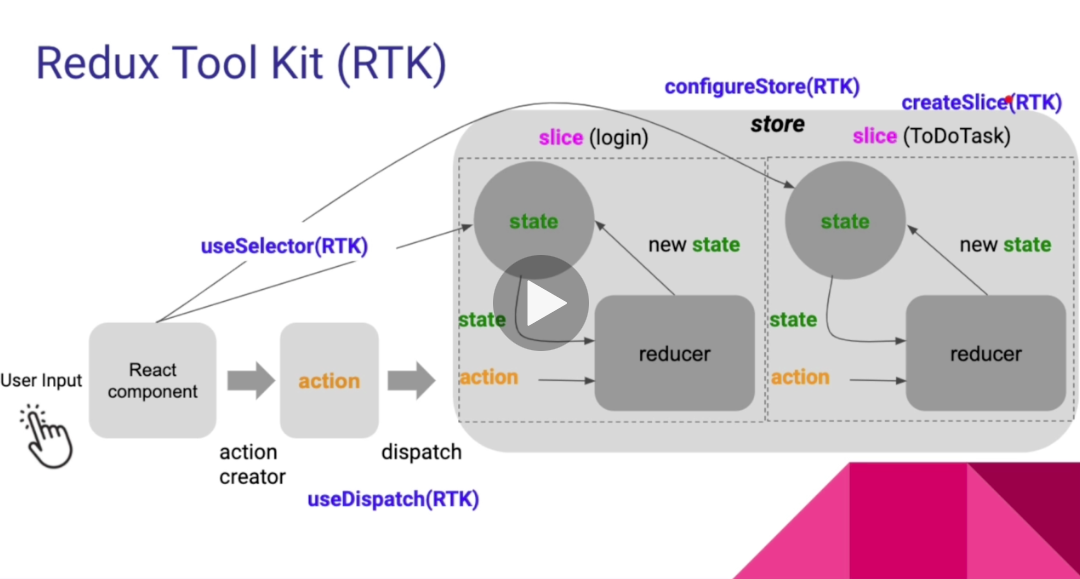 Redux Tool Kit (RTK)
configureStore(RTK)
createSlice(RTK)
store
slice (login)
slice (ToDoTask)
state
state
useSelector(RTK)
new state
new state
state
state
reducer
reducer
User Input
React
component
action
action
action
action
creator
dispatch
useDispatch(RTK)